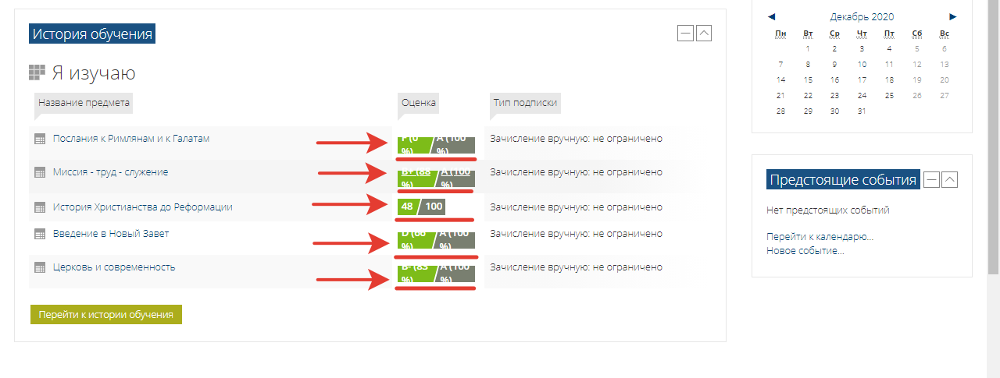 История обучения
Я изучаю
Название предмета Оценка Тип подписки
Послания к Римлянам и к Галатам F (0 %) A (100 %) Зачисление вручную: не ограничено
Миссия - труд - служение B+ (88 %) A (100 %) Зачисление вручную: не ограничено
История Христианства до Реформации 48 100 Зачисление вручную: не ограничено
Введение в Новый Завет D (66 %) A (100 %) Зачисление вручную: не ограничено
Церковь и современность B- (83 %) A (100 %) Зачисление вручную: не ограничено
Перейти к истории обучения
Декабрь 2020
Пн Вт Ср Чт Пт Сб Вс
1 2 3 4 5 6
7 8 9 10 11 12 13
14 15 16 17 18 19 20
21 22 23 24 25 26 27
28 29 30 31
Предстоящие события
Нет предстоящих событий
Перейти к календарю...
Новое событие...